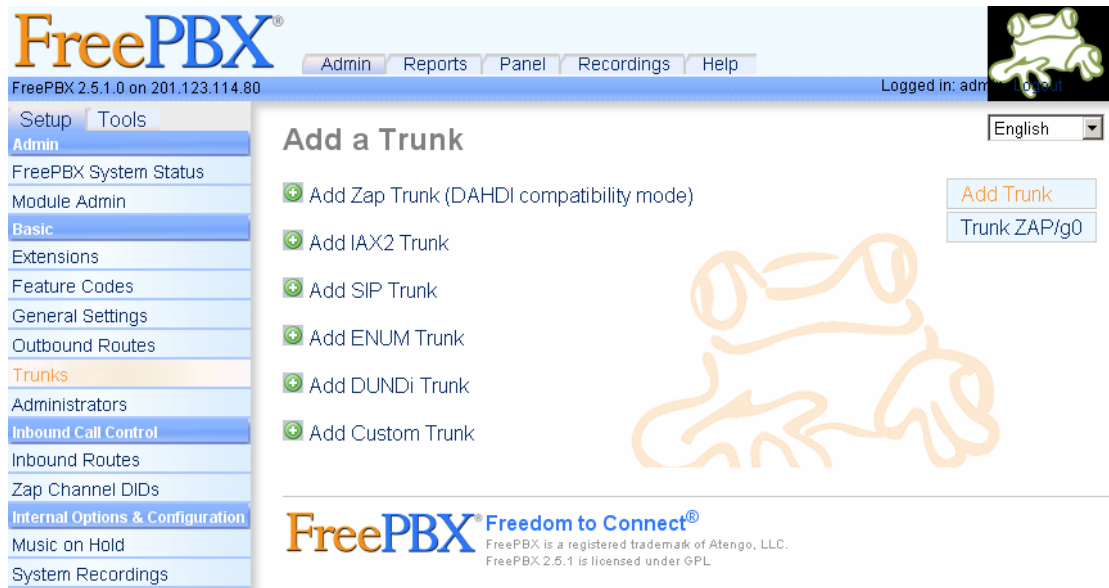 FreePBX®
Admin Reports Panel Recordings Help
FreePBX 2.5.1.0 on 201.123.114.80
Logged in: Logout
Setup Tools
English
Admin
FreePBX System Status
Module Admin
Basic
Extensions
Feature Codes
General Settings
Outbound Routes
Trunks
Administrators
Inbound Call Control
Inbound Routes
Zap Channel DIDs
Internal Options & Configuration
Music on Hold
System Recordings
Add a Trunk
Add Zap Trunk (DAHDI compatibility mode)
Add IAX2 Trunk
Add SIP Trunk
Add ENUM Trunk
Add DUNDi Trunk
Add Custom Trunk
Add Trunk
Trunk ZAP/g0
FreePBX®
Freedom to Connect®
FreePBX is a registered trademark of Atengo, LLC.
FreePBX 2.5.1 is licensed under GPL